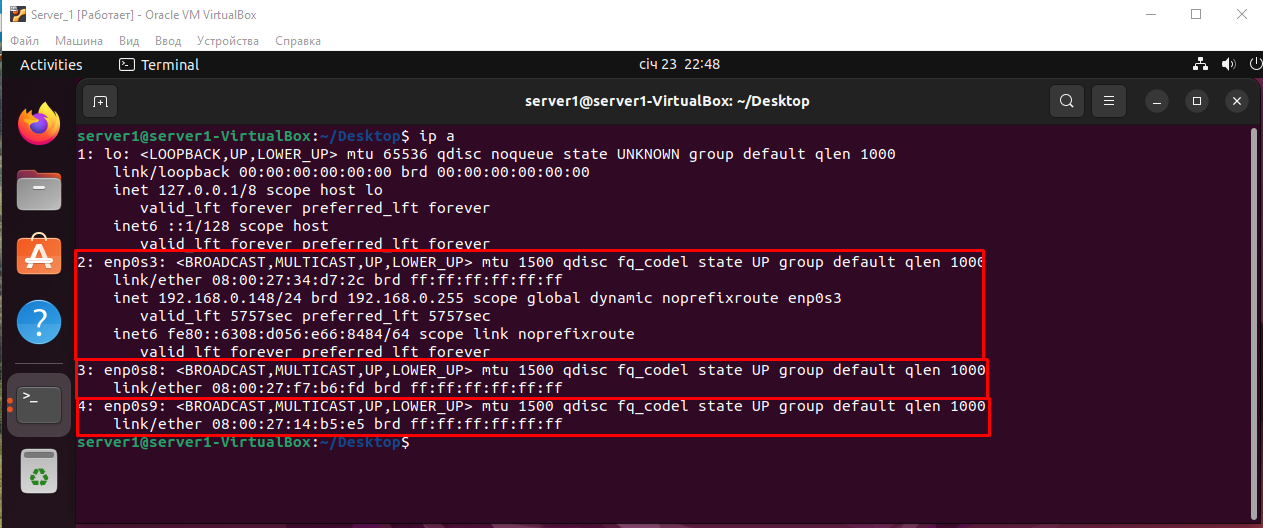 Server_1 [Работает] - Oracle VM VirtualBox
Файл Машина Вид Ввод Устройства Справка
Activities Terminal січ 23 22:48
server1@server1-VirtualBox: ~/Desktop
server1@server1-VirtualBox:~/Desktop$ ip a
1: lo: <LOOPBACK,UP,LOWER_UP> mtu 65536 qdisc noqueue state UNKNOWN group default qlen 1000
link/loopback 00:00:00:00:00:00 brd 00:00:00:00:00:00
inet 127.0.0.1/8 scope host lo
valid_lft forever preferred_lft forever
inet6 ::1/128 scope host
valid_lft forever preferred_lft forever
2: enp0s3: <BROADCAST,MULTICAST,UP,LOWER_UP> mtu 1500 qdisc fq_codel state UP group default qlen 1000
link/ether 08:00:27:34:d7:2c brd ff:ff:ff:ff:ff:ff
inet 192.168.0.148/24 brd 192.168.0.255 scope global dynamic noprefixroute enp0s3
valid_lft 5757sec preferred_lft 5757sec
inet6 fe80::6308:d056:e66:8484/64 scope link noprefixroute
valid_lft forever preferred_lft forever
3: enp0s8: <BROADCAST,MULTICAST,UP,LOWER_UP> mtu 1500 qdisc fq_codel state UP group default qlen 1000
link/ether 08:00:27:f7:b6:fd brd ff:ff:ff:ff:ff:ff
4: enp0s9: <BROADCAST,MULTICAST,UP,LOWER_UP> mtu 1500 qdisc fq_codel state UP group default qlen 1000
link/ether 08:00:27:14:b5:e5 brd ff:ff:ff:ff:ff:ff
server1@server1-VirtualBox:~/Desktop$